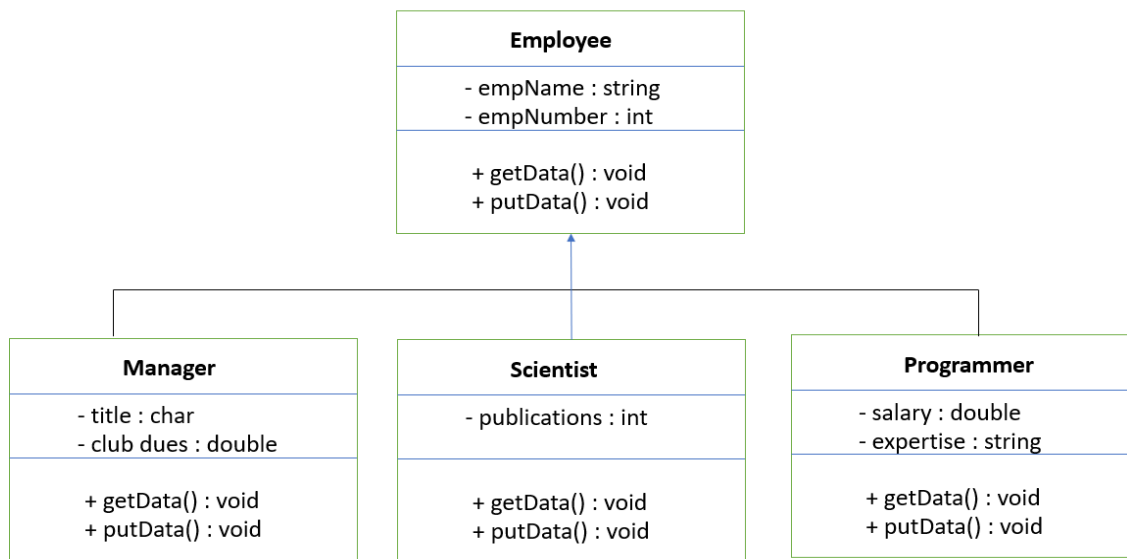 Employee
- empName : string
- empNumber : int
+ getData() : void
+ putData() : void
Manager
- title : char
- club dues : double
+ getData() : void
+ putData() : void
Scientist
- publications : int
+ getData() : void
+ putData() : void
Programmer
- salary : double
- expertise : string
+ getData() : void
+ putData() : void